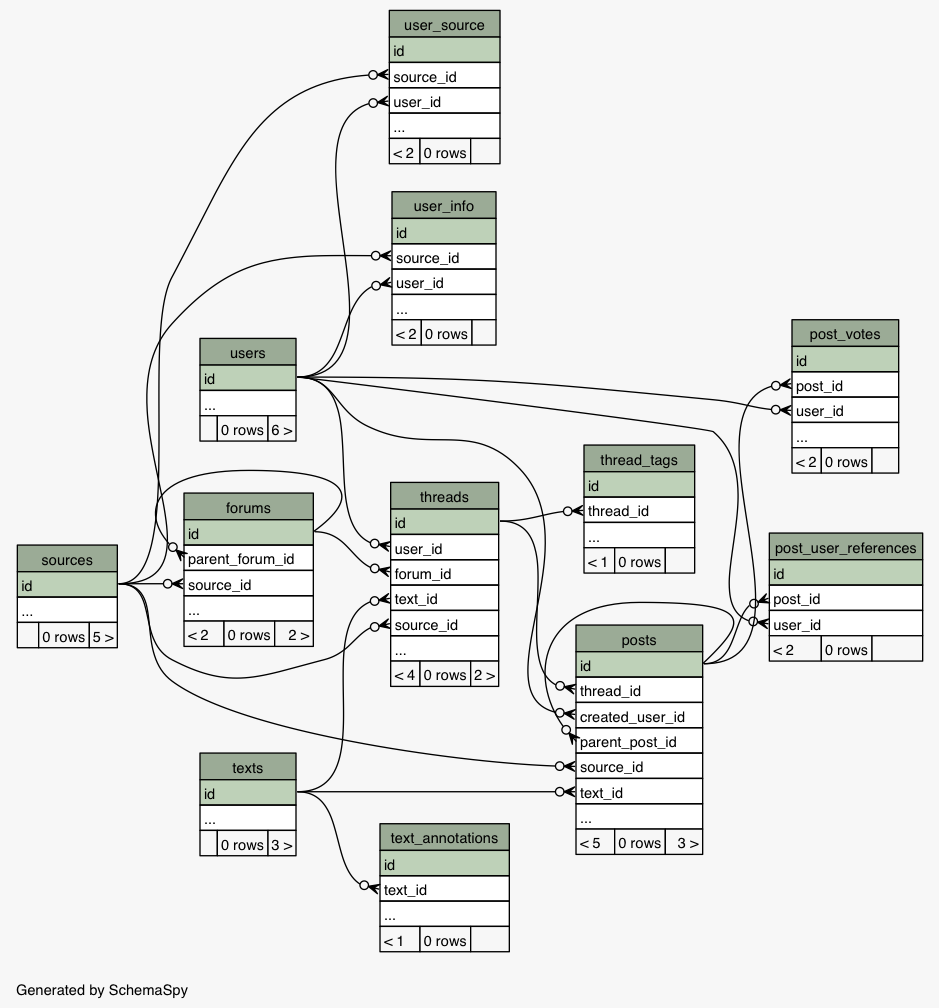 user_source
id
source_id
user_id
...
< 2 0 rows
user_info
id
source_id
user_id
...
< 2 0 rows
users
id
...
0 rows 6 >
post_votes
id
post_id
user_id
...
< 2 0 rows
thread_tags
id
thread_id
...
< 1 0 rows
forums
id
parent_forum_id
source_id
...
< 2 0 rows 2 >
threads
id
user_id
forum_id
text_id
source_id
...
< 4 0 rows 2 >
sources
id
...
0 rows 5 >
post_user_references
id
post_id
user_id
< 2 0 rows
posts
id
thread_id
created_user_id
parent_post_id
source_id
text_id
...
< 5 0 rows 3 >
texts
id
...
0 rows 3 >
text_annotations
id
text_id
...
< 1 0 rows
Generated by SchemaSpy